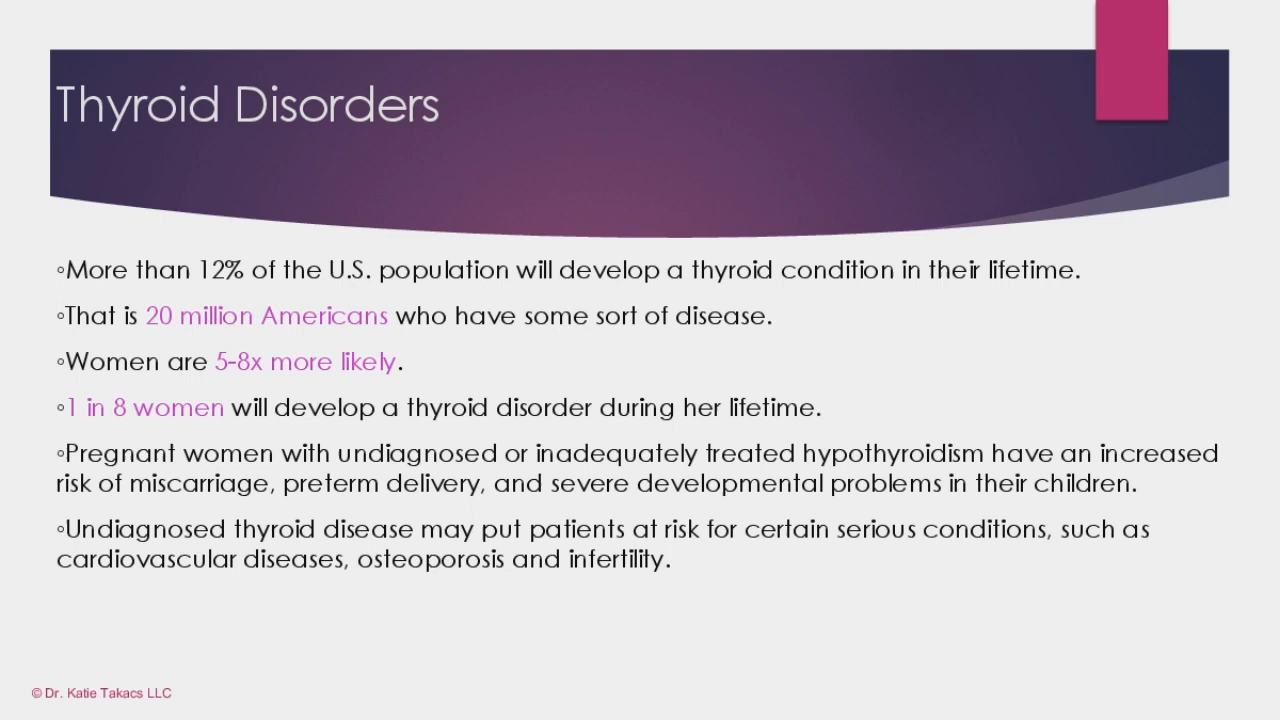 Thyroid Disorders
◦More than 12% of the U.S. population will develop a thyroid condition in their lifetime.
◦That is 20 million Americans who have some sort of disease.
◦Women are 5-8x more likely.
◦1 in 8 women will develop a thyroid disorder during her lifetime.
◦Pregnant women with undiagnosed or inadequately treated hypothyroidism have an increased
risk of miscarriage, preterm delivery, and severe developmental problems in their children.
◦Undiagnosed thyroid disease may put patients at risk for certain serious conditions, such as
cardiovascular diseases, osteoporosis and infertility.
© Dr. Katie Takacs LLC